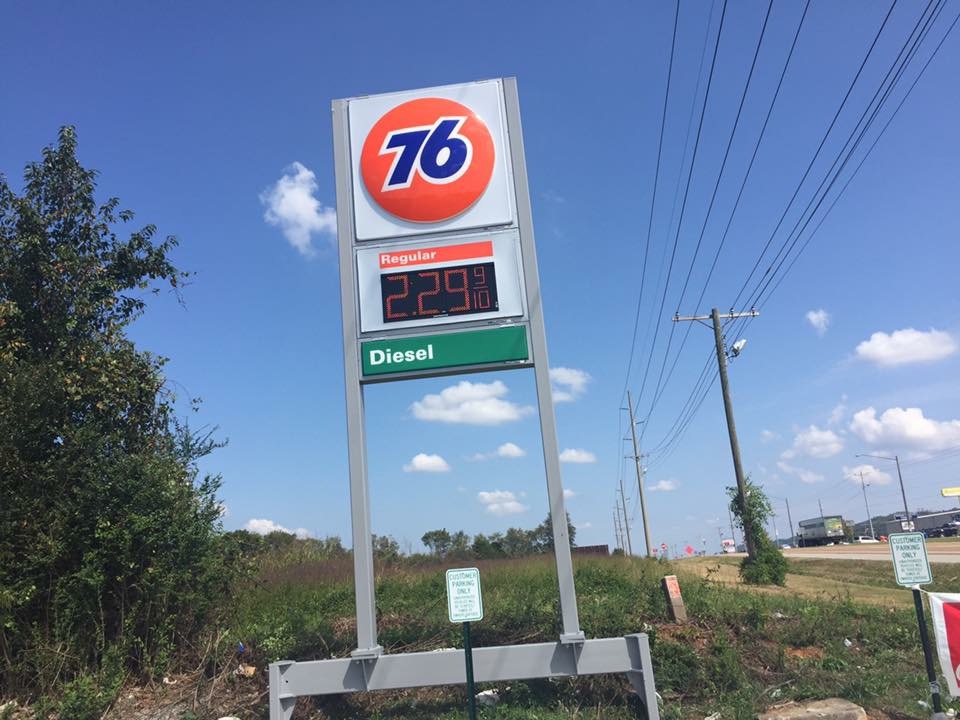 76
Regular
2.29 9/10
Diesel
CUSTOMER
PARKING
ONLY
CUSTOMER
PARKING
ONLY